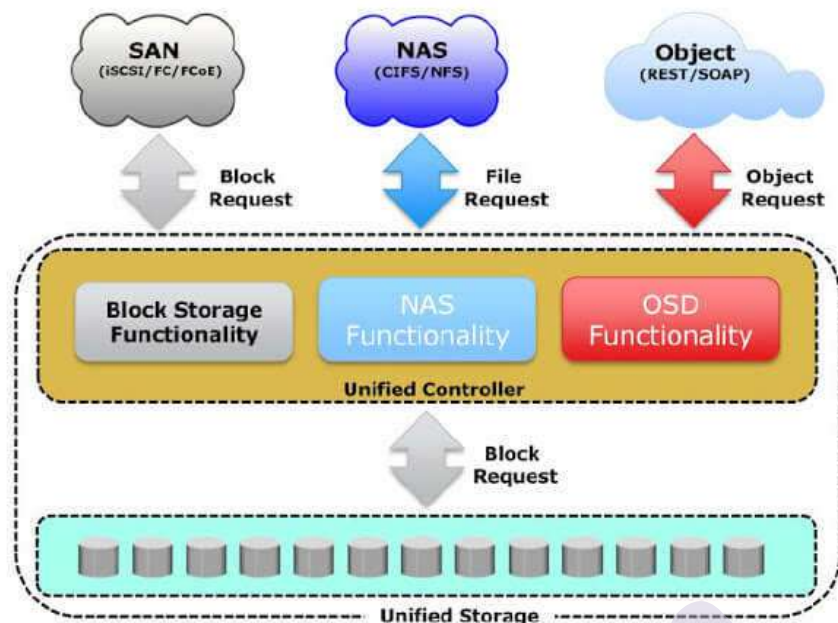 SAN
(iSCSI/FC/FCoE)
NAS
(CIFS/NFS)
Object
(REST/SOAP)
Block
Request
File
Request
Object
Request
Block Storage
Functionality
NAS
Functionality
OSD
Functionality
Unified Controller
Block
Request
Unified Storage